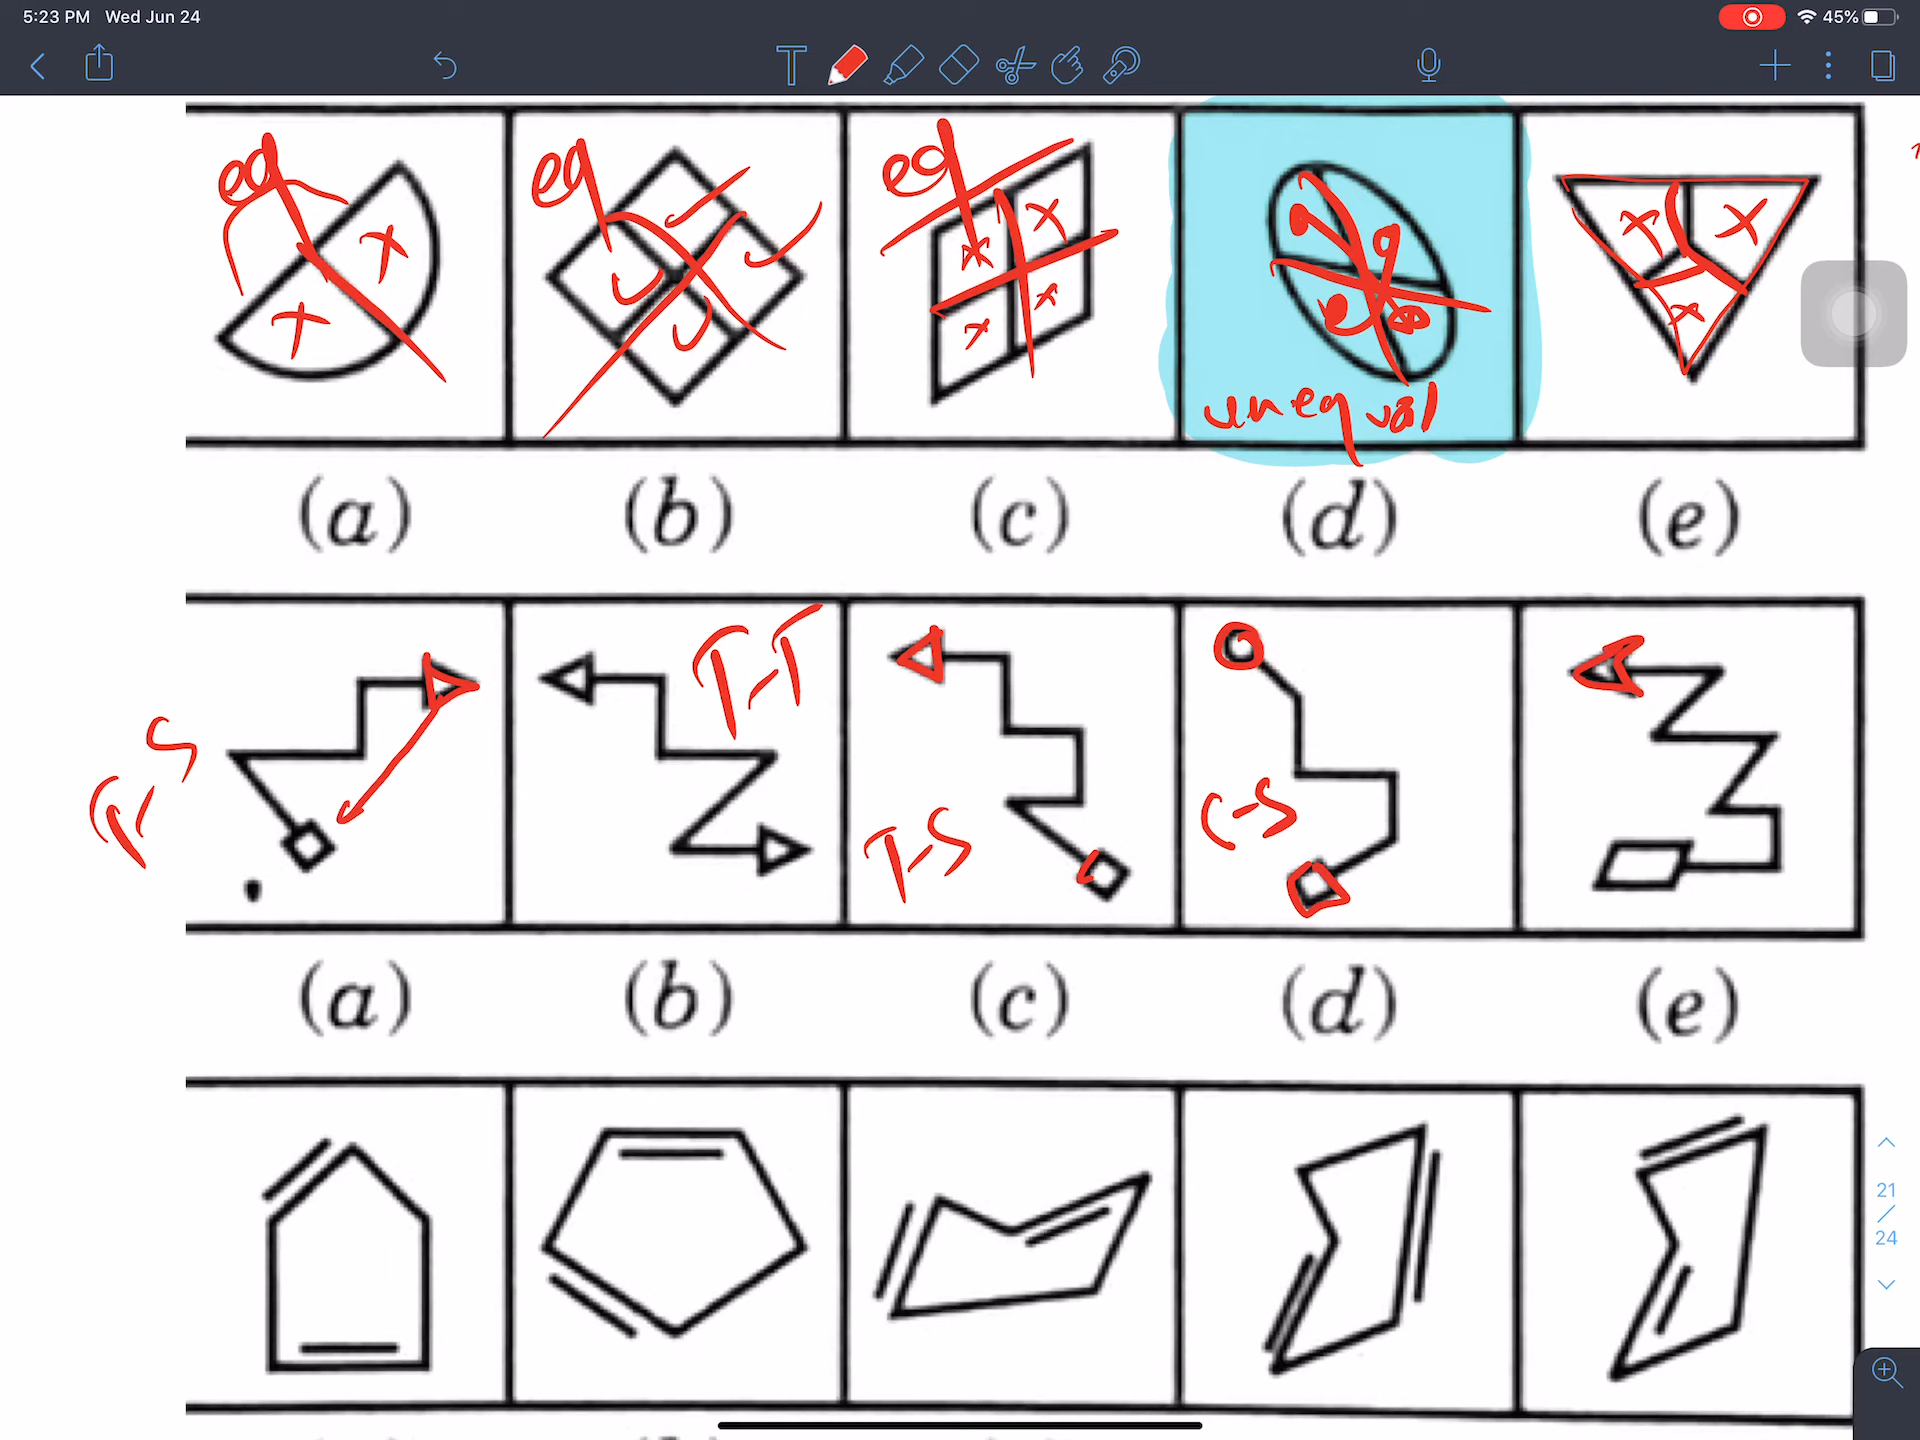 5:23 PM Wed Jun 24
45%
T
eq eq eq
unequal
(a) (b) (c) (d) (e)
T-S T-T T-S C-S
(a) (b) (c) (d) (e)
21
/
24